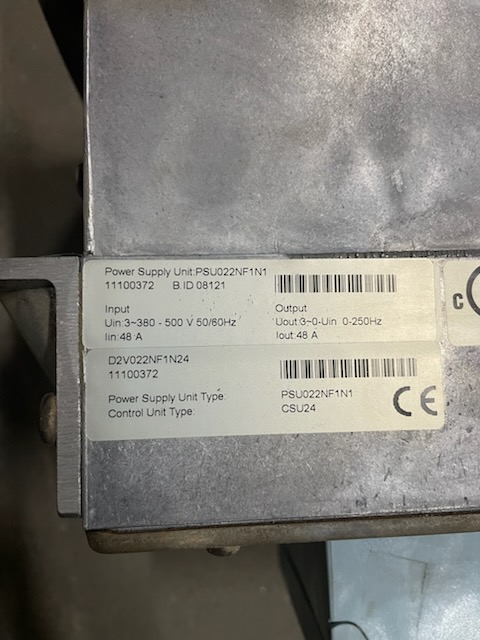 Power Supply Unit:PSU022NF1N1
11100372 B.ID 08121
Input
Uin:3~380 - 500 V 50/60Hz
Iin:48 A
Output
Uout:3~0-Uin 0-250Hz
Iout:48 A
D2V022NF1N24
11100372
Power Supply Unit Type: PSU022NF1N1
Control Unit Type: CSU24
CE
C